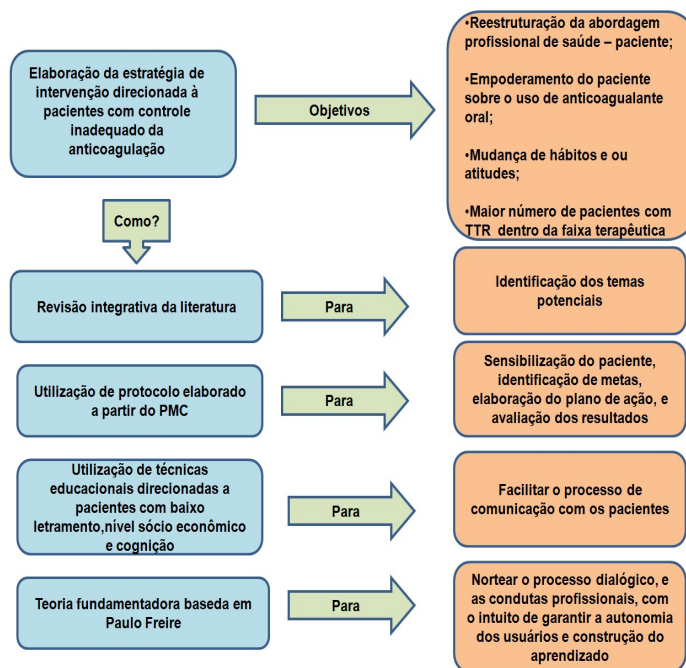 Elaboração da estratégia de
intervenção direcionada à
pacientes com controle
inadequado da
anticoagulação
Objetivos
•Reestruturação da abordagem
profissional de saúde – paciente;
•Empoderamento do paciente
sobre o uso de anticoagualante
oral;
•Mudança de hábitos e ou
atitudes;
•Maior número de pacientes com
TTR dentro da faixa terapêutica
Como?
Revisão integrativa da literatura
Para
Identificação dos temas
potenciais
Utilização de protocolo elaborado
a partir do PMC
Para
Sensibilização do paciente,
identificação de metas,
elaboração do plano de ação, e
avaliação dos resultados
Utilização de técnicas
educacionais direcionadas a
pacientes com baixo
letramento,nível sócio econômico
e cognição
Para
Facilitar o processo de
comunicação com os pacientes
Teoria fundamentadora baseda em
Paulo Freire
Para
Nortear o processo dialógico, e
as condutas profissionais, com
o intuito de garantir a autonomia
dos usuários e construção do
aprendizado